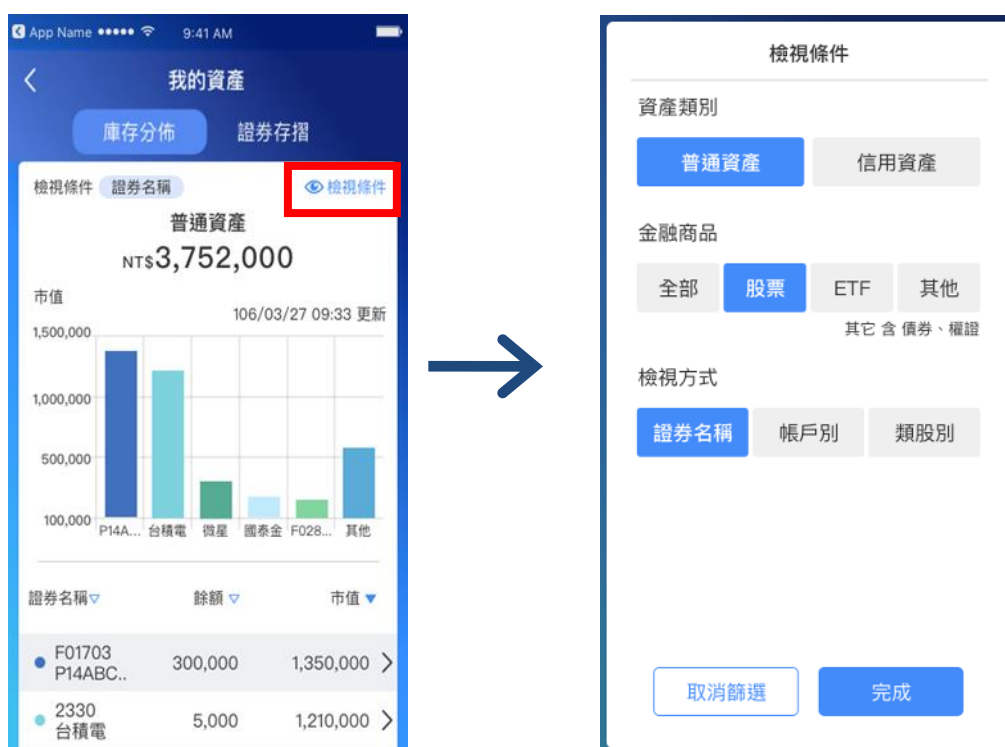 App Name 9:41 AM
我的資產
庫存分佈 證券存摺
檢視條件 證券名稱 檢視條件
普通資產
NT$3,752,000
市值
106/03/27 09:33 更新
1,500,000
1,000,000
500,000
100,000
P14A... 台積電 微星 國泰金 F028... 其他
證券名稱▽ 餘額▽ 市值▼
F01703
P14ABC.. 300,000 1,350,000
2330
台積電 5,000 1,210,000
檢視條件
資產類別
普通資產 信用資產
金融商品
全部 股票 ETF 其他
其它 含 債券、權證
檢視方式
證券名稱 帳戶別 類股別
取消篩選 完成